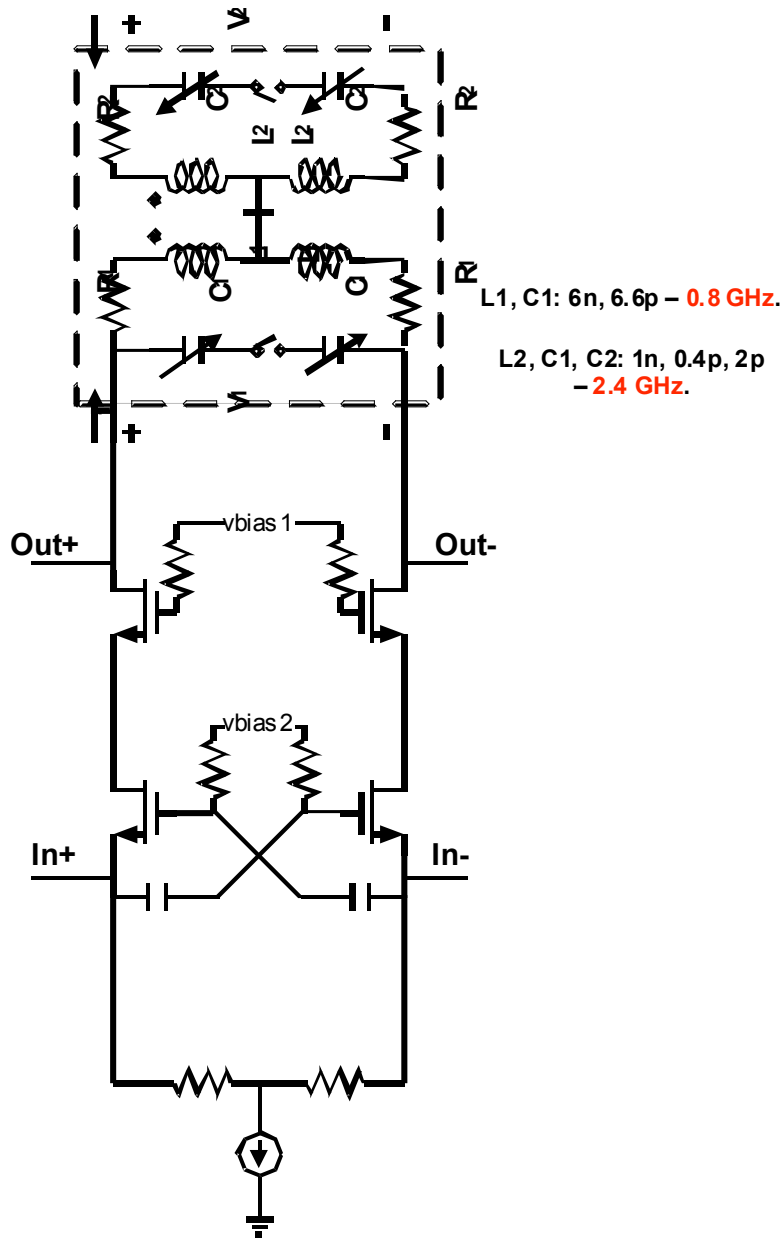 + V2 -
R2 C2 C2 R2
L2 L2
R1 C1 C1 R1
L1, C1: 6n, 6.6p – 0.8 GHz.
L2, C1, C2: 1n, 0.4p, 2p
– 2.4 GHz.
+ V1 -
vbias1
Out+ Out-
vbias2
In+ In-